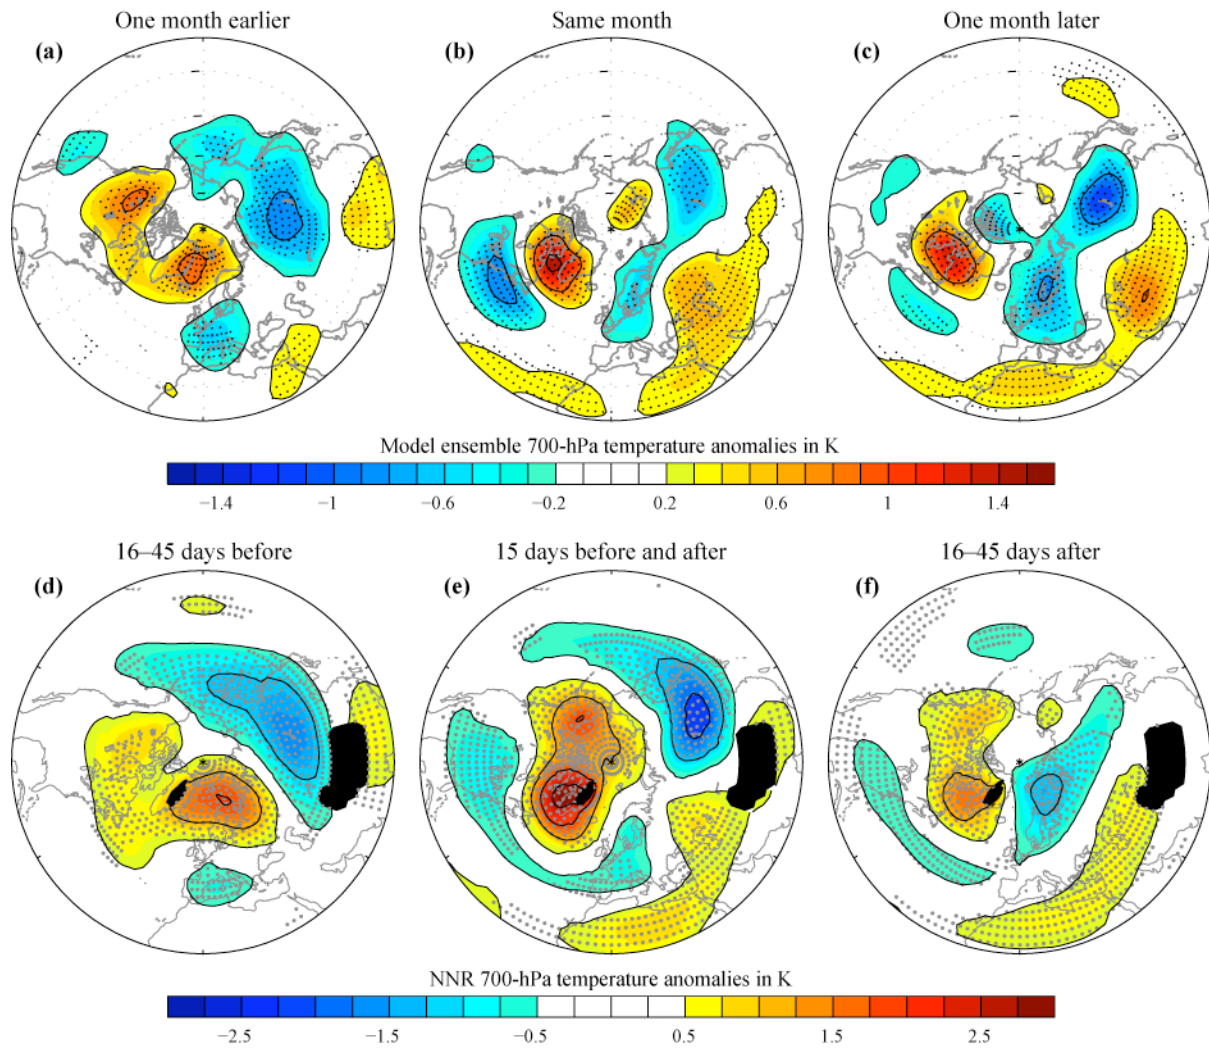 One month earlier
Same month
One month later
(a)
(b)
(c)
Model ensemble 700-hPa temperature anomalies in K
−1.4 −1 −0.6 −0.2 0.2 0.6 1 1.4
16–45 days before
15 days before and after
16–45 days after
(d)
(e)
(f)
NNR 700-hPa temperature anomalies in K
−2.5 −1.5 −0.5 0.5 1.5 2.5